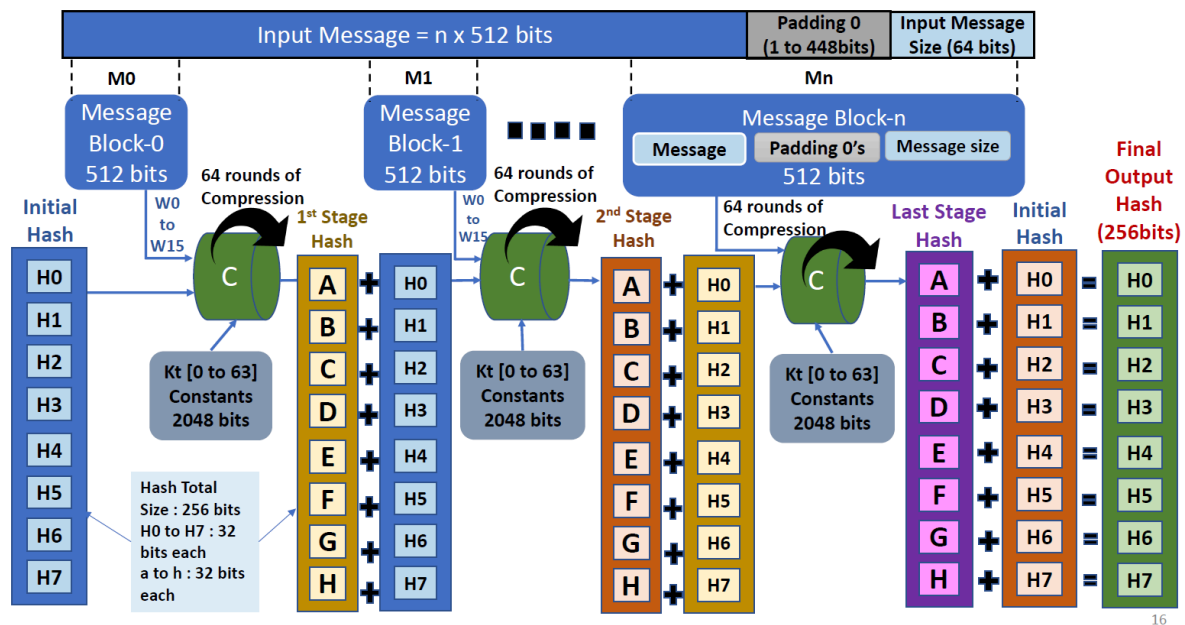 Input Message = n x 512 bits
Padding 0
(1 to 448bits)
Input Message
Size (64 bits)
M0
M1
Mn
Message
Block-0
512 bits
Message
Block-1
512 bits
Message Block-n
Message
Padding 0's
Message size
512 bits
64 rounds of
Compression
W0
to
W15
64 rounds of
Compression
W0
to
W15
64 rounds of
Compression
Initial
Hash
H0
H1
H2
H3
H4
H5
H6
H7
C
Kt [0 to 63]
Constants
2048 bits
Hash Total
Size : 256 bits
H0 to H7 : 32
bits each
a to h : 32 bits
each
1st Stage
Hash
A
B
C
D
E
F
G
H
+
+
+
+
+
+
+
+
H0
H1
H2
H3
H4
H5
H6
H7
C
Kt [0 to 63]
Constants
2048 bits
2nd Stage
Hash
A
B
C
D
E
F
G
H
+
+
+
+
+
+
+
+
H0
H1
H2
H3
H4
H5
H6
H7
C
Kt [0 to 63]
Constants
2048 bits
Last Stage
Hash
A
B
C
D
E
F
G
H
+
+
+
+
+
+
+
+
Initial
Hash
H0
H1
H2
H3
H4
H5
H6
H7
=
=
=
=
=
=
=
=
Final
Output
Hash
(256bits)
H0
H1
H2
H3
H4
H5
H6
H7
16